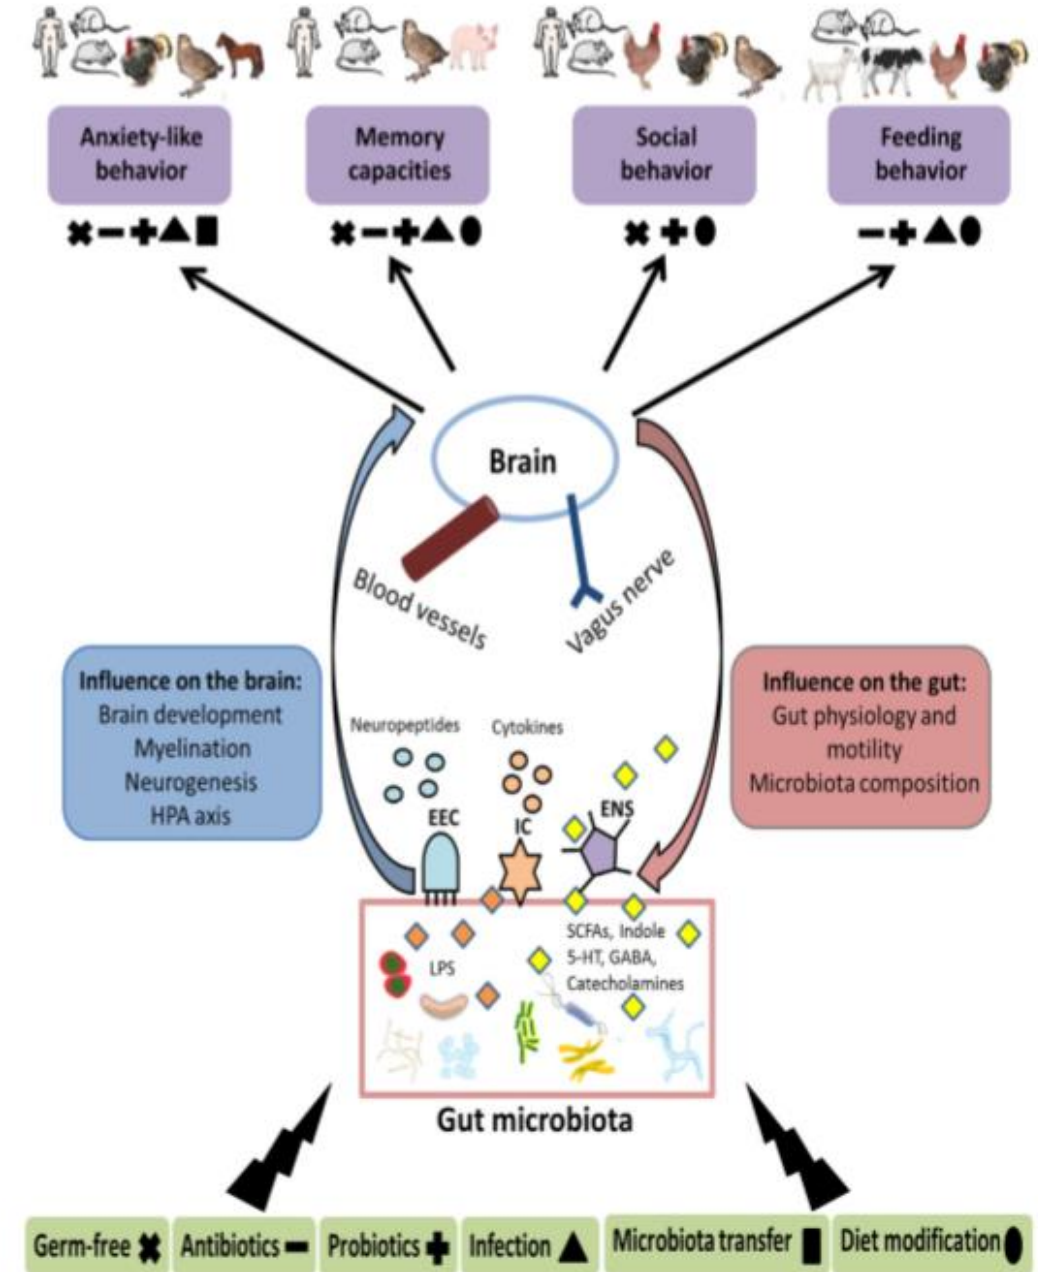 Anxiety-like
behavior
Memory
capacities
Social
behavior
Feeding
behavior
Brain
Blood vessels
Vagus nerve
Influence on the brain:
Brain development
Myelination
Neurogenesis
HPA axis
Influence on the gut:
Gut physiology and
motility
Microbiota composition
Neuropeptides
Cytokines
EEC
IC
ENS
LPS
SCFAs, Indole
5-HT, GABA,
Catecholamines
Gut microbiota
Germ-free
Antibiotics
Probiotics
Infection
Microbiota transfer
Diet modification